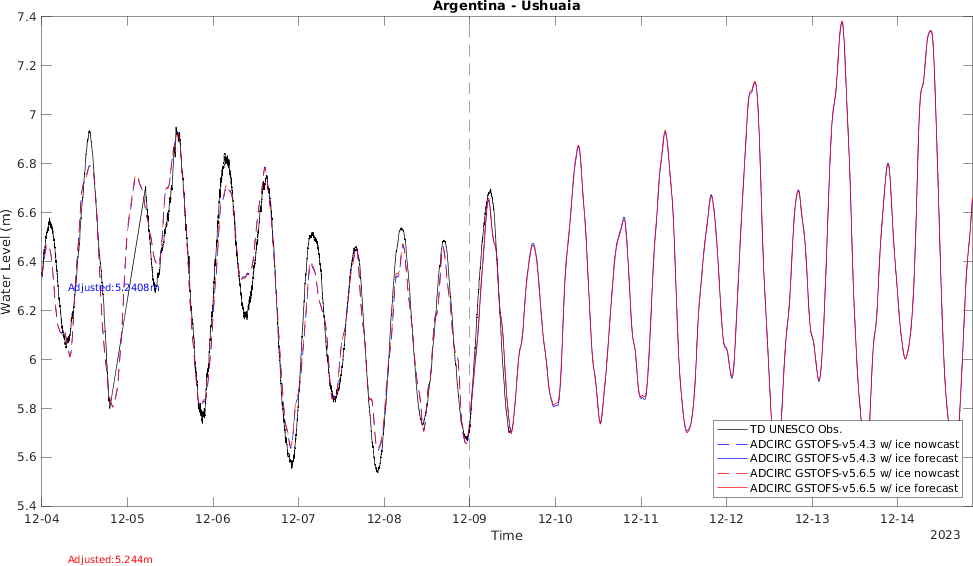 Argentina - Ushuaia
7.4
7.2
7
6.8
6.6
6.4
6.2
6
5.8
5.6
5.4
Water Level (m)
Adjusted:5.2408m
TD UNESCO Obs.
ADCIRC GSTOFS-v5.4.3 w/ ice nowcast
ADCIRC GSTOFS-v5.4.3 w/ ice forecast
ADCIRC GSTOFS-v5.6.5 w/ ice nowcast
ADCIRC GSTOFS-v5.6.5 w/ ice forecast
12-04 12-05 12-06 12-07 12-08 12-09 12-10 12-11 12-12 12-13 12-14
Time
2023
Adjusted:5.244m